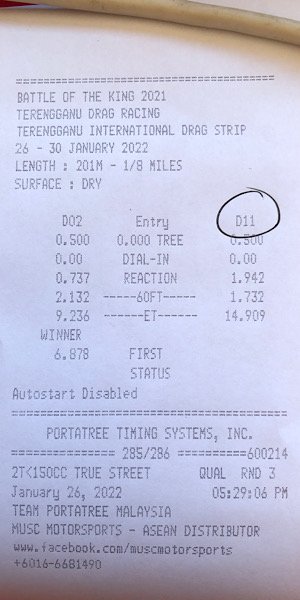 ========================================
BATTLE OF THE KING 2021
TERENGGANU DRAG RACING
TERENGGANU INTERNATIONAL DRAG STRIP
26 - 30 JANUARY 2022
LENGTH : 201M - 1/8 MILES
SURFACE : DRY
D02 Entry D11
0.500 0.000 TREE 0.500
0.00 DIAL-IN 0.00
0.737 REACTION 1.942
2.132 -----60FT----- 1.732
9.236 ------ET------ 14.909
WINNER
6.878 FIRST
STATUS
Autostart Disabled
========================================
PORTATREE TIMING SYSTEMS, INC.
================ 285/286 ==========600214
2T<150CC TRUE STREET QUAL RND 3
January 26, 2022 05:29:06 PM
TEAM PORTATREE MALAYSIA
MUSC MOTORSPORTS - ASEAN DISTRIBUTOR
www.facebook.com/muscmotorsports
+6016-6681490